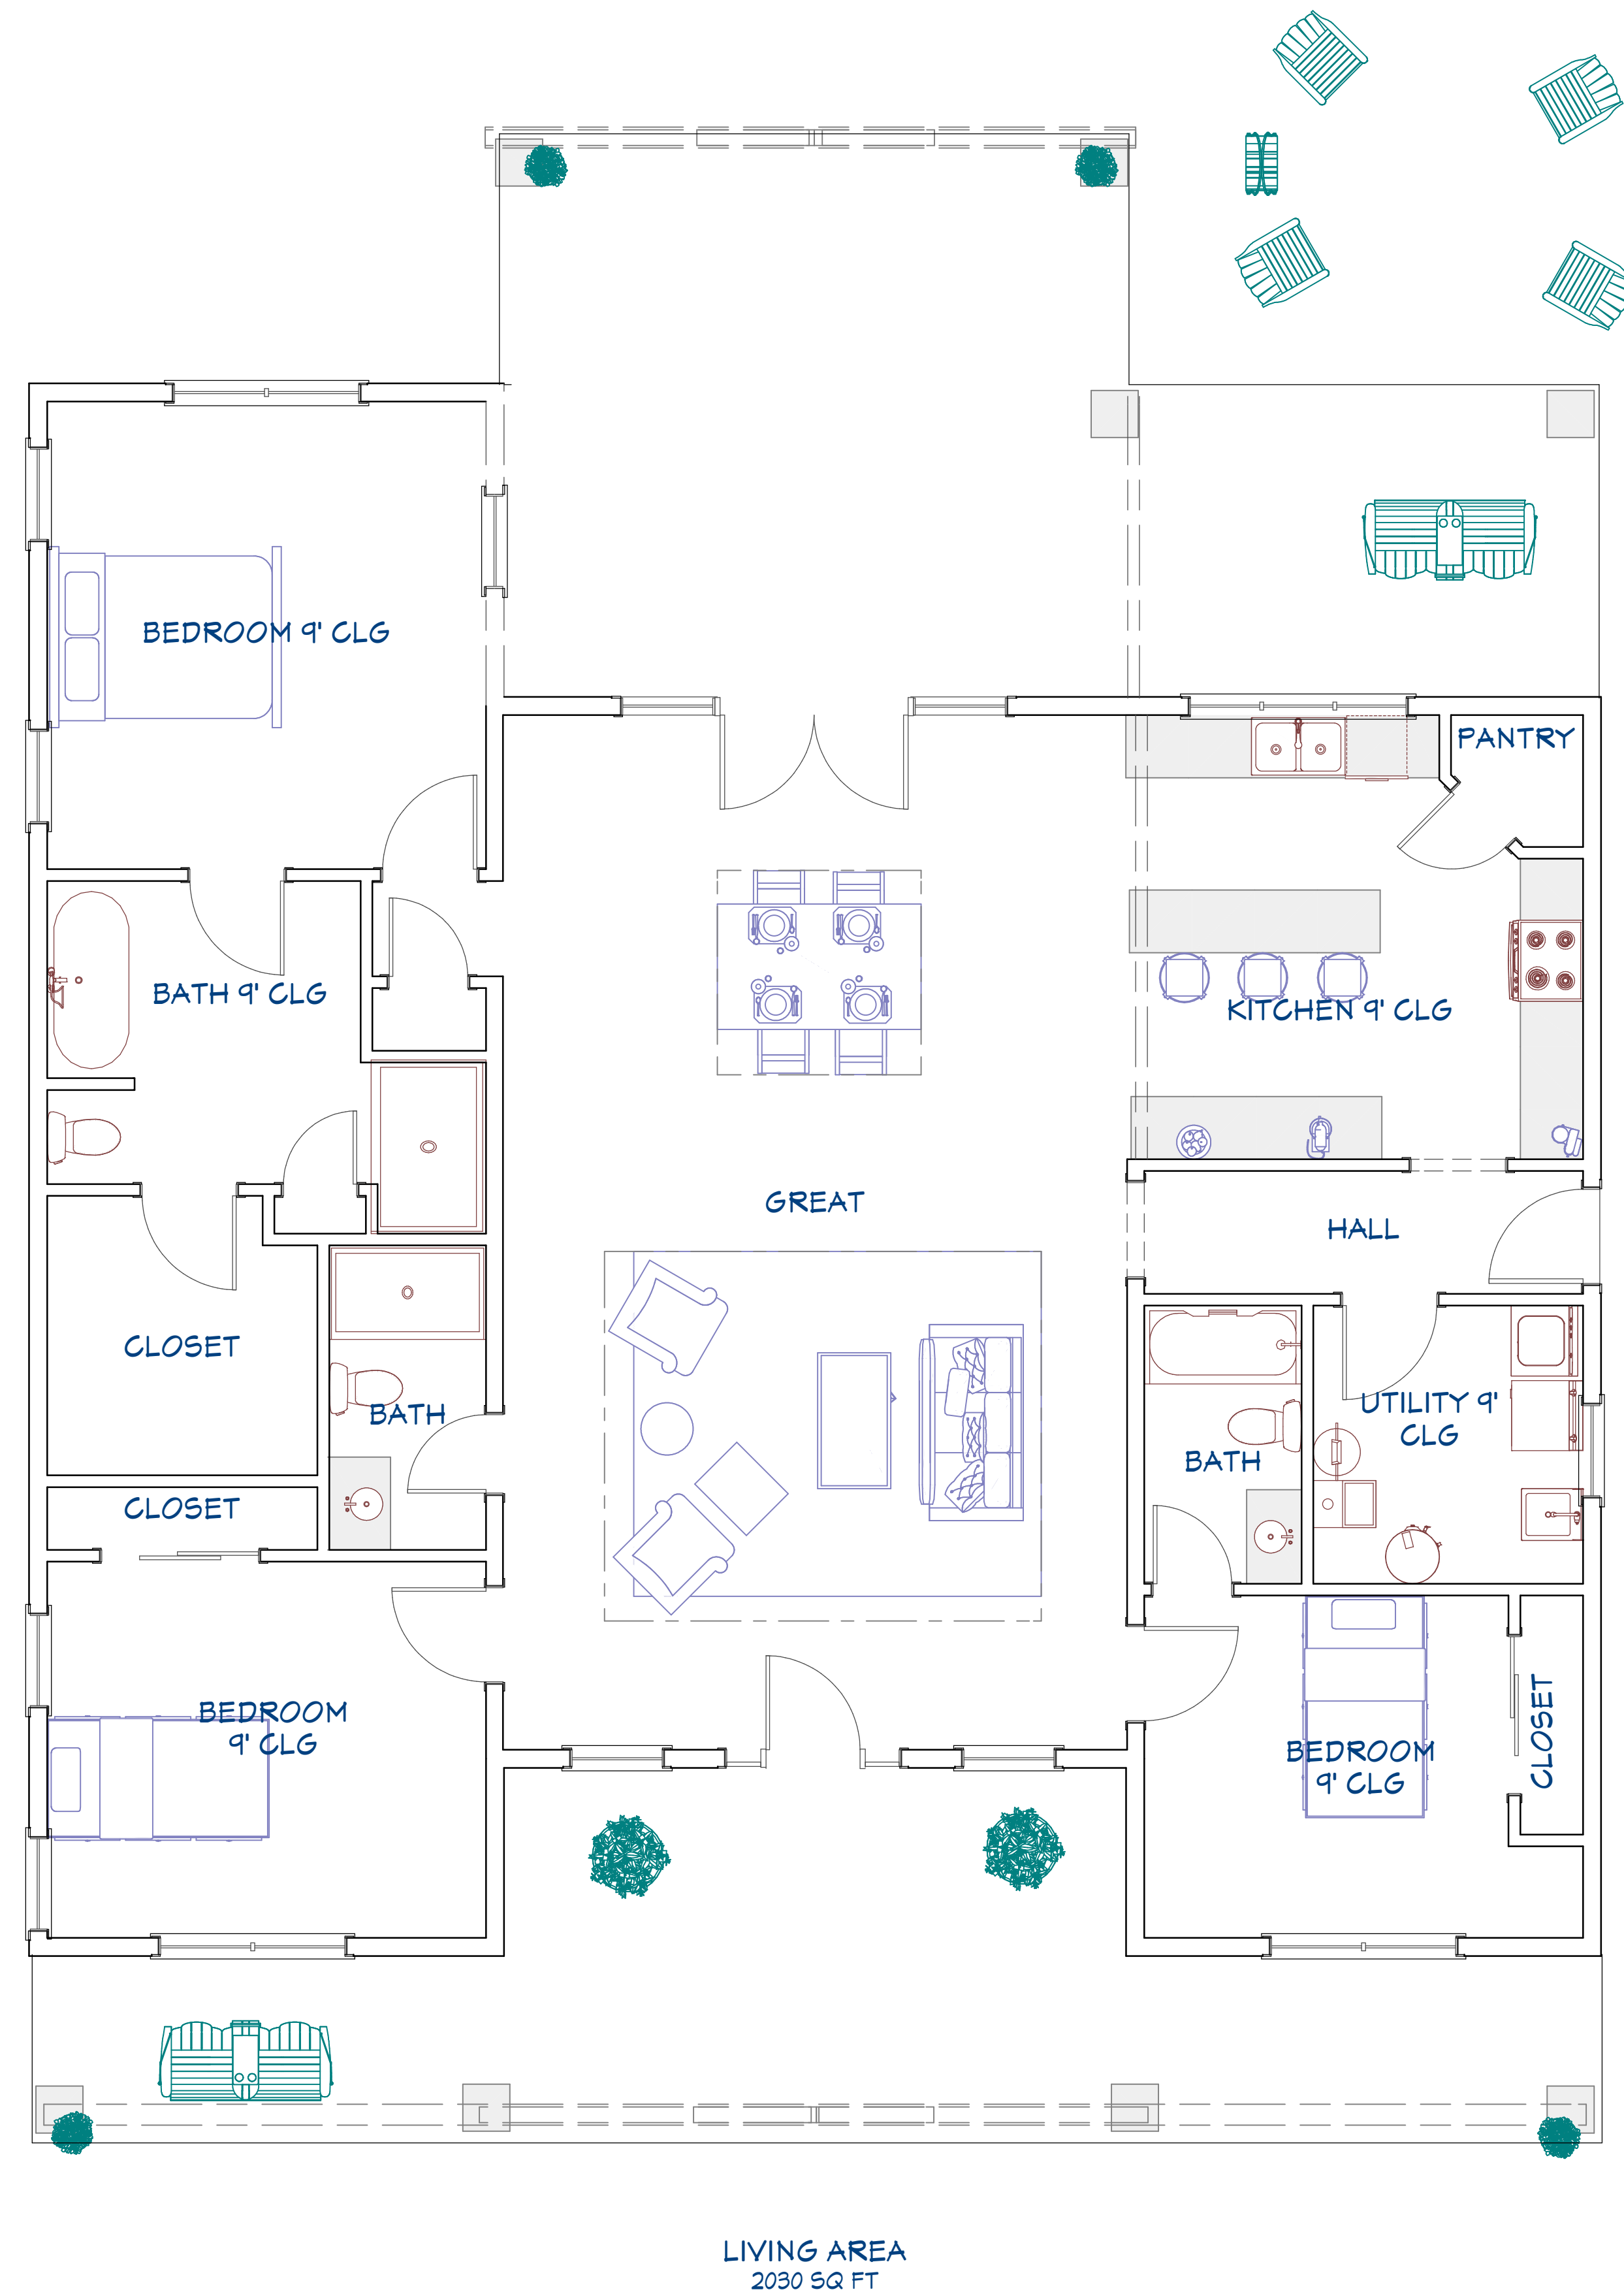 BEDROOM 9' CLG
PANTRY
BATH 9' CLG
KITCHEN 9' CLG
GREAT
HALL
CLOSET
BATH
UTILITY 9'
CLG
BATH
CLOSET
BEDROOM
9' CLG
BEDROOM
9' CLG
CLOSET
LIVING AREA
2030 SQ FT